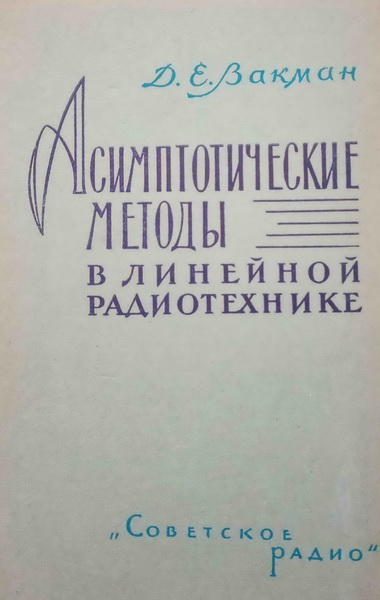 Д. Е. Вакман
Асимптотические
методы
в линейной
радиотехнике
„Советское
радио“